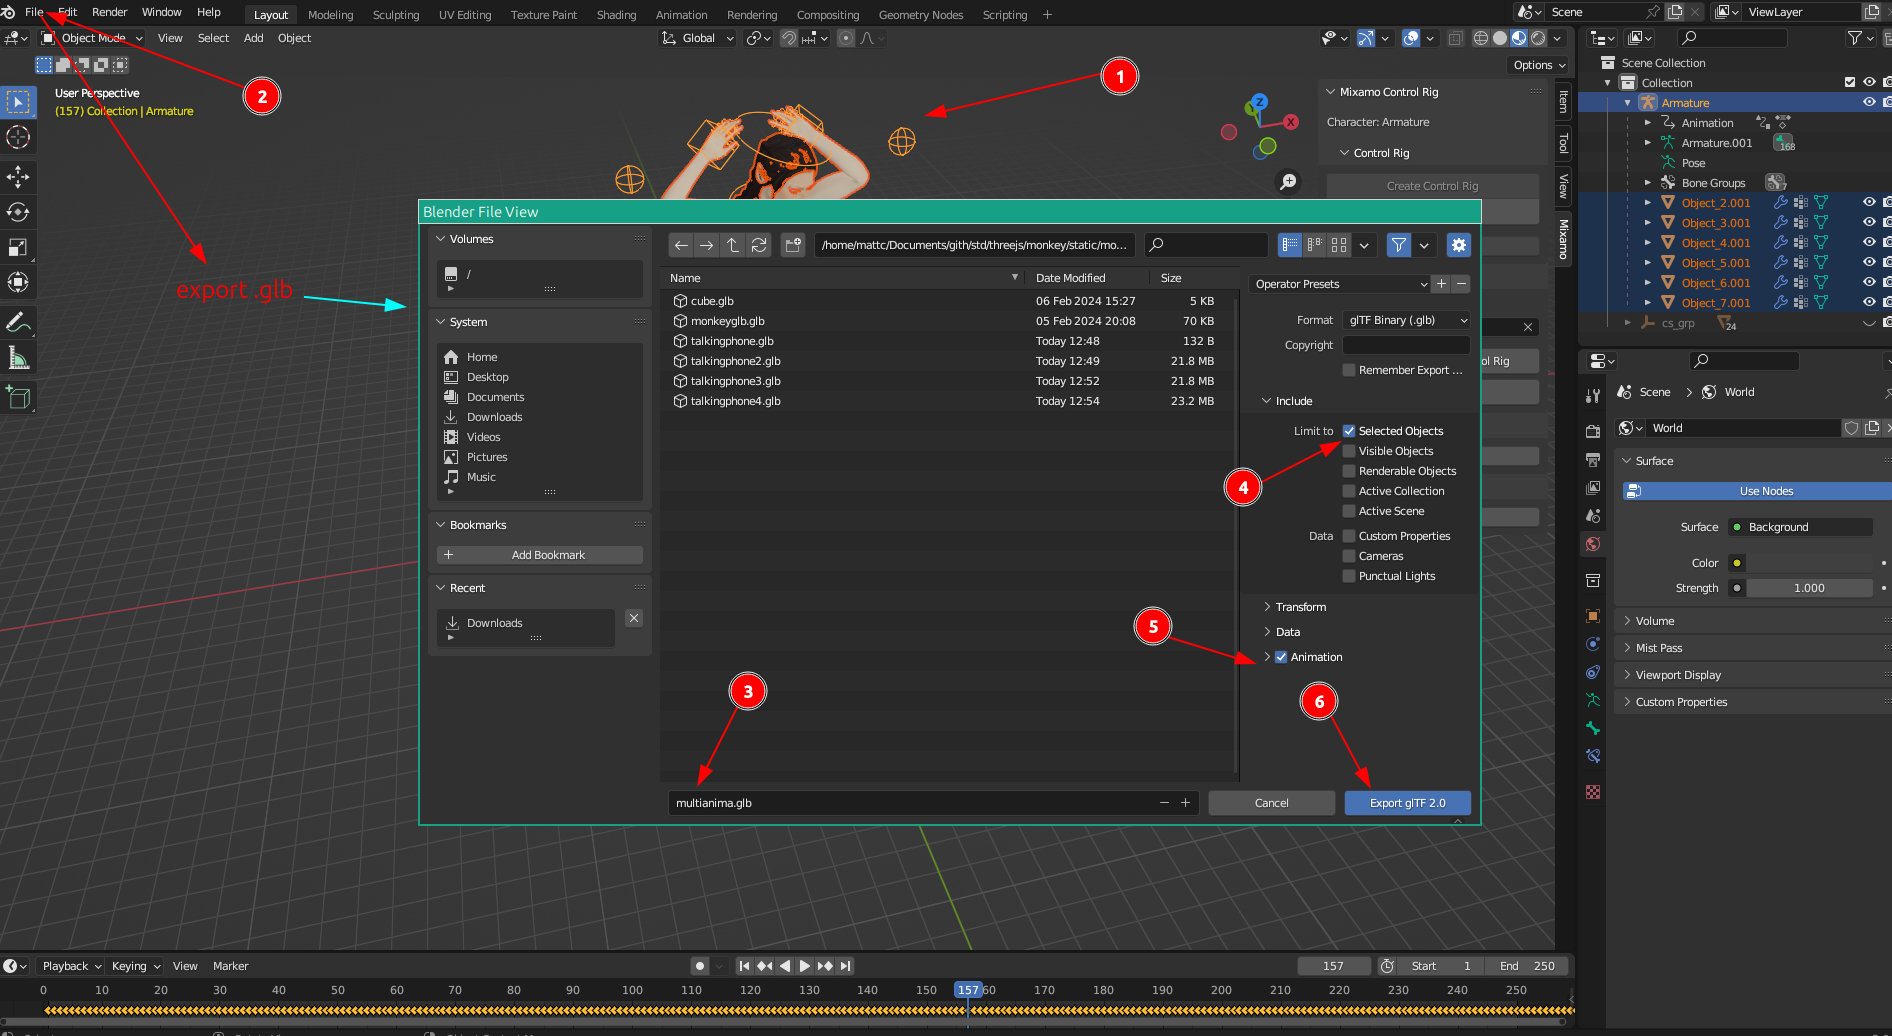 File Edit Render Window Help
Layout Modeling Sculpting UV Editing Texture Paint Shading Animation Rendering Compositing Geometry Nodes Scripting +
Scene
ViewLayer
Object Mode View Select Add Object
Global
Options
User Perspective
(157) Collection | Armature
1
2
Z
X
Mixamo Control Rig
Character: Armature
Control Rig
Create Control Rig
Item
Tool
View
Mixamo
Scene Collection
Collection
Armature
Animation
Armature.001
168
Pose
Bone Groups
7
Object_2.001
Object_3.001
Object_4.001
Object_5.001
Object_6.001
Object_7.001
cs_grp
24
export .glb
Blender File View
Volumes
/
System
Home
Desktop
Documents
Downloads
Videos
Pictures
Music
Bookmarks
+ Add Bookmark
Recent
Downloads
/home/mattc/Documents/gith/std/threejs/monkey/static/mo...
Name Date Modified Size
cube.glb 06 Feb 2024 15:27 5 KB
monkeyglb.glb 05 Feb 2024 20:08 70 KB
talkingphone.glb Today 12:48 132 B
talkingphone2.glb Today 12:49 21.8 MB
talkingphone3.glb Today 12:52 21.8 MB
talkingphone4.glb Today 12:54 23.2 MB
Operator Presets + −
Format glTF Binary (.glb)
Copyright
Remember Export ...
Include
Limit to Selected Objects
Visible Objects
Renderable Objects
Active Collection
Active Scene
Data Custom Properties
Cameras
Punctual Lights
Transform
Data
Animation
4
5
3
6
multianima.glb − +
Cancel
Export glTF 2.0
ol Rig
Scene > World
World
Surface
Use Nodes
Surface Background
Color
Strength 1.000
Volume
Mist Pass
Viewport Display
Custom Properties
Playback Keying View Marker
157
Start 1
End 250
0 10 20 30 40 50 60 70 80 90 100 110 120 130 140 150 157 60 170 180 190 200 210 220 230 240 250